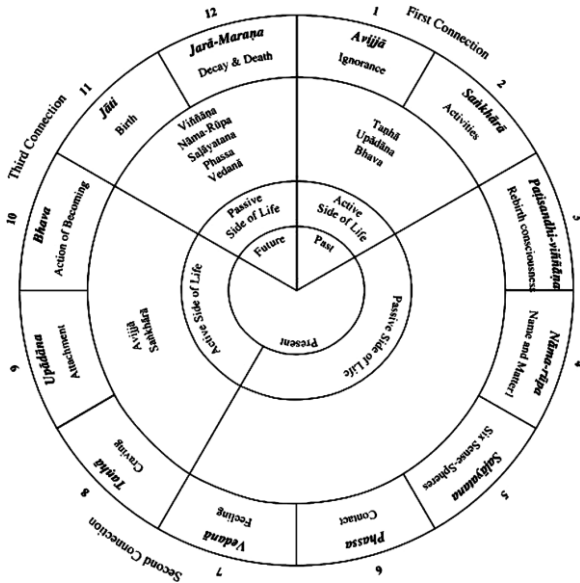 First Connection
1
Avijjā
Ignorance
2
Saṅkhārā
Activities
3
Paṭisandhi-viññāṇa
Rebirth consciousness
4
Nāma-rūpa
Name and Matter1
5
Saḷāyatana
Six Sense-Spheres
6
Phassa
Contact
7
Vedanā
Feeling
Second Connection
8
Taṇhā
Craving
9
Upādāna
Attachment
10
Bhava
Action of Becoming
Third Connection
11
Jāti
Birth
12
Jarā-Maraṇa
Decay & Death
Taṇhā
Upādāna
Bhava
Viññāna
Nāma-Rūpa
Saḷāyatana
Phassa
Vedanā
Avijjā
Saṅkhāra
Active
Side of Life
Passive Side of Life
Active Side of Life
Passive
Side of Life
Past
Present
Future